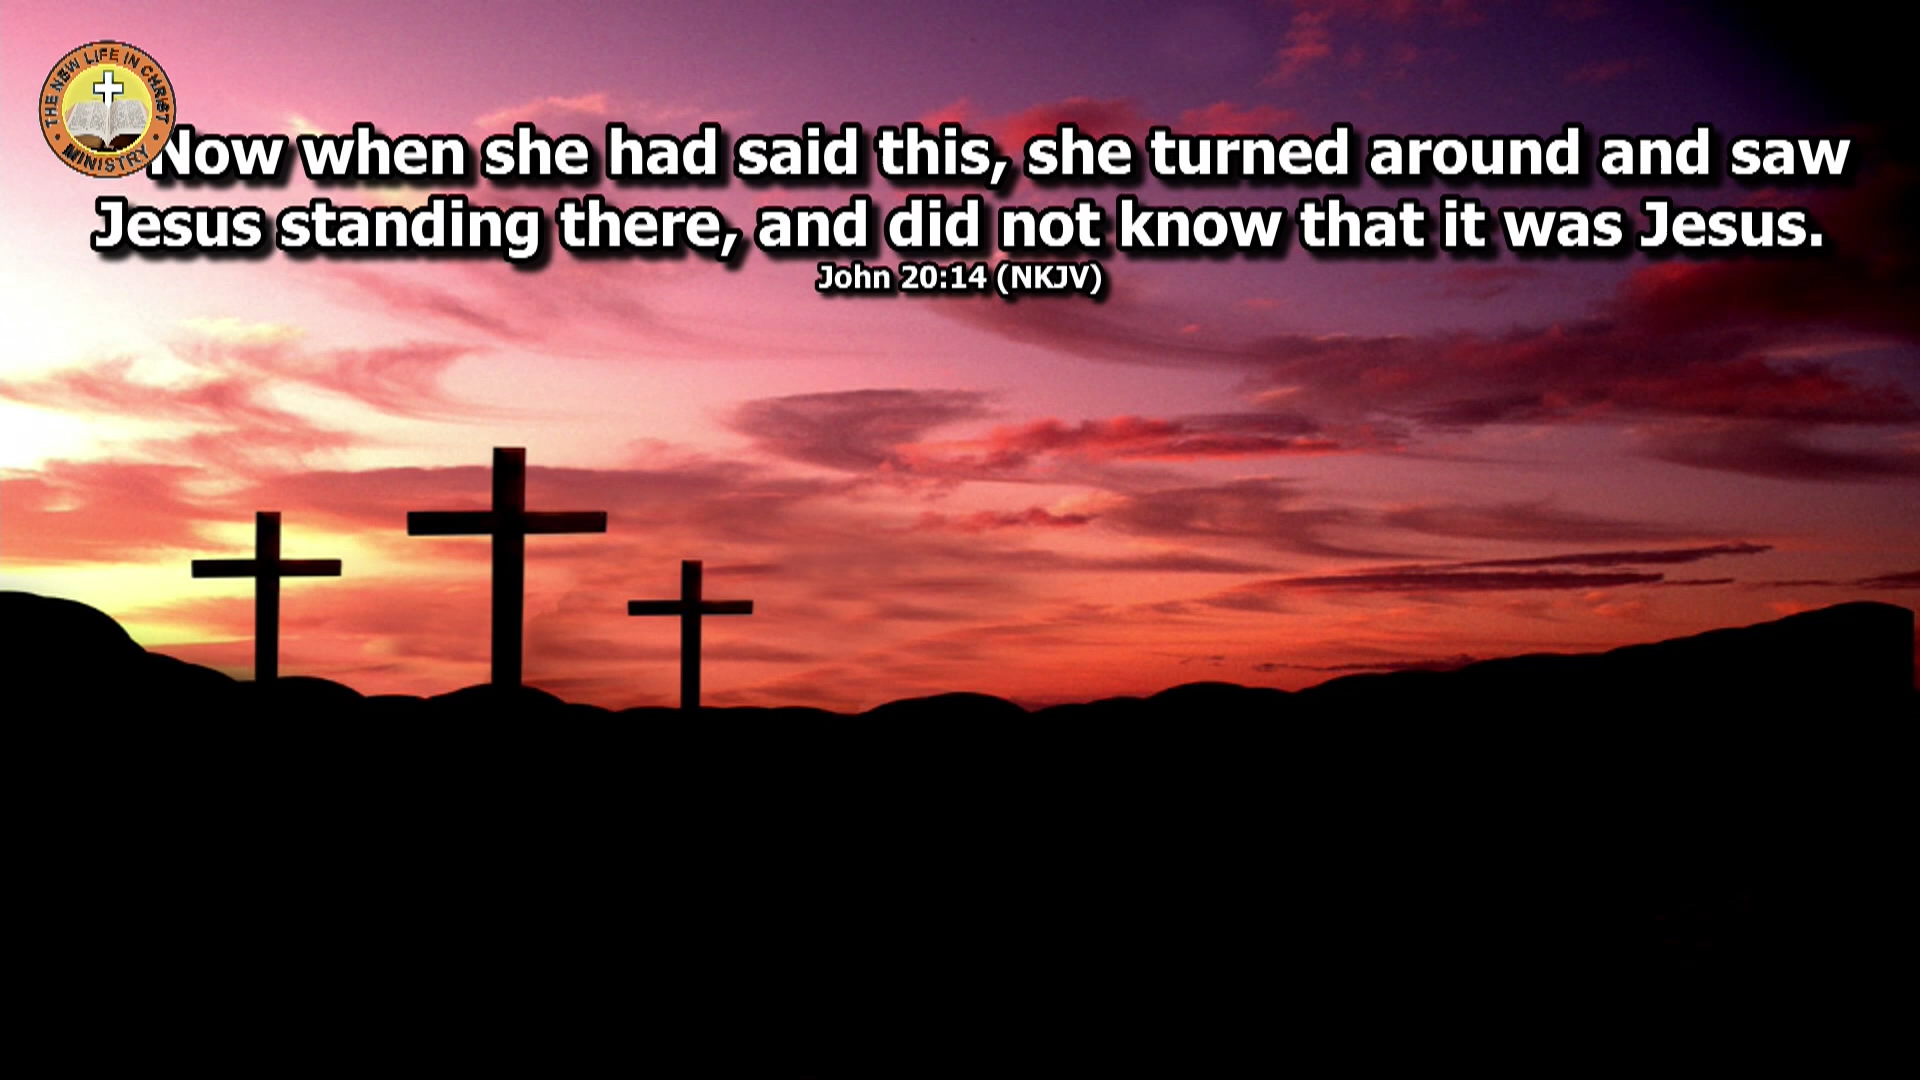 THE NEW LIFE IN CHRIST
MINISTRY
Now when she had said this, she turned around and saw
Jesus standing there, and did not know that it was Jesus.
John 20:14 (NKJV)